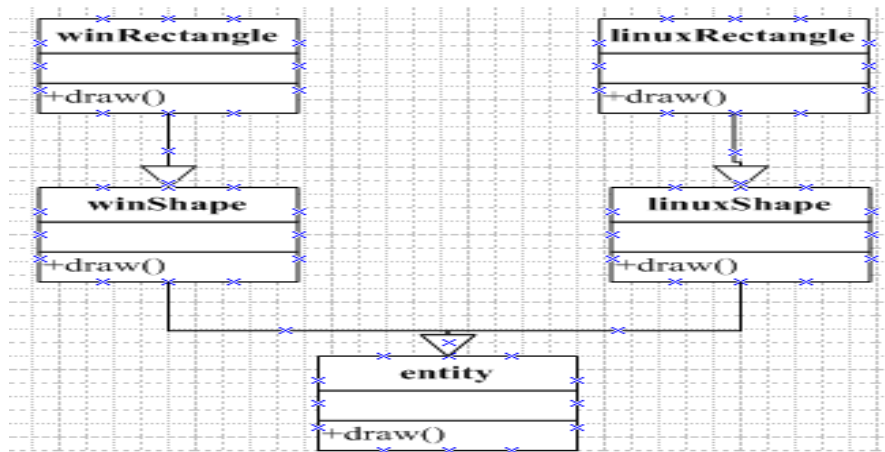 winRectangle
linuxRectangle
+draw()
+draw()
winShape
linuxShape
+draw()
+draw()
entity
+draw()